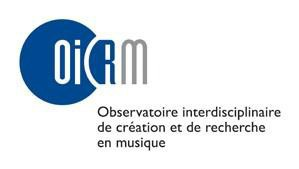 OiCRM
Observatoire interdisciplinaire
de création et de recherche
en musique